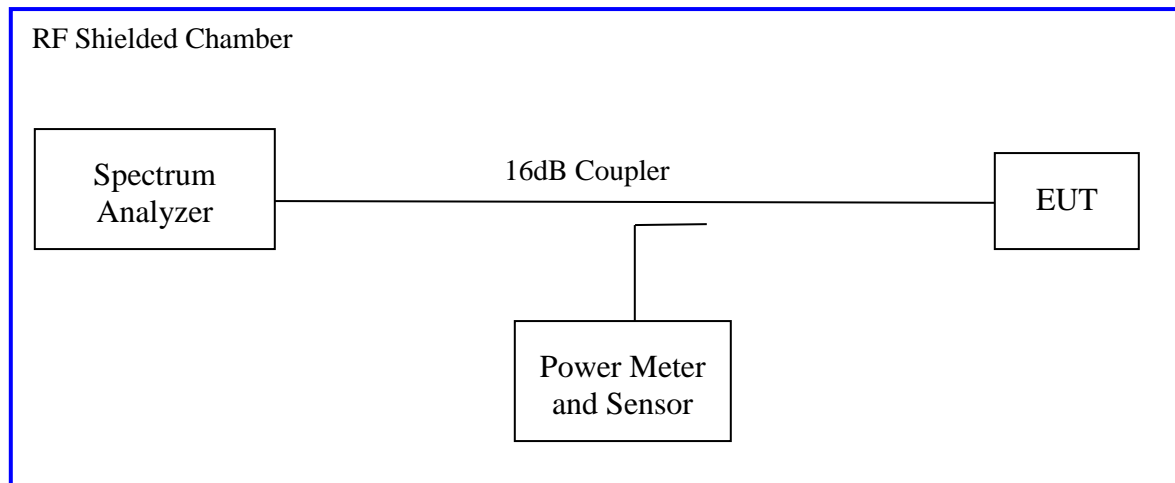 RF Shielded Chamber
16dB Coupler
Spectrum
Analyzer
EUT
Power Meter
and Sensor